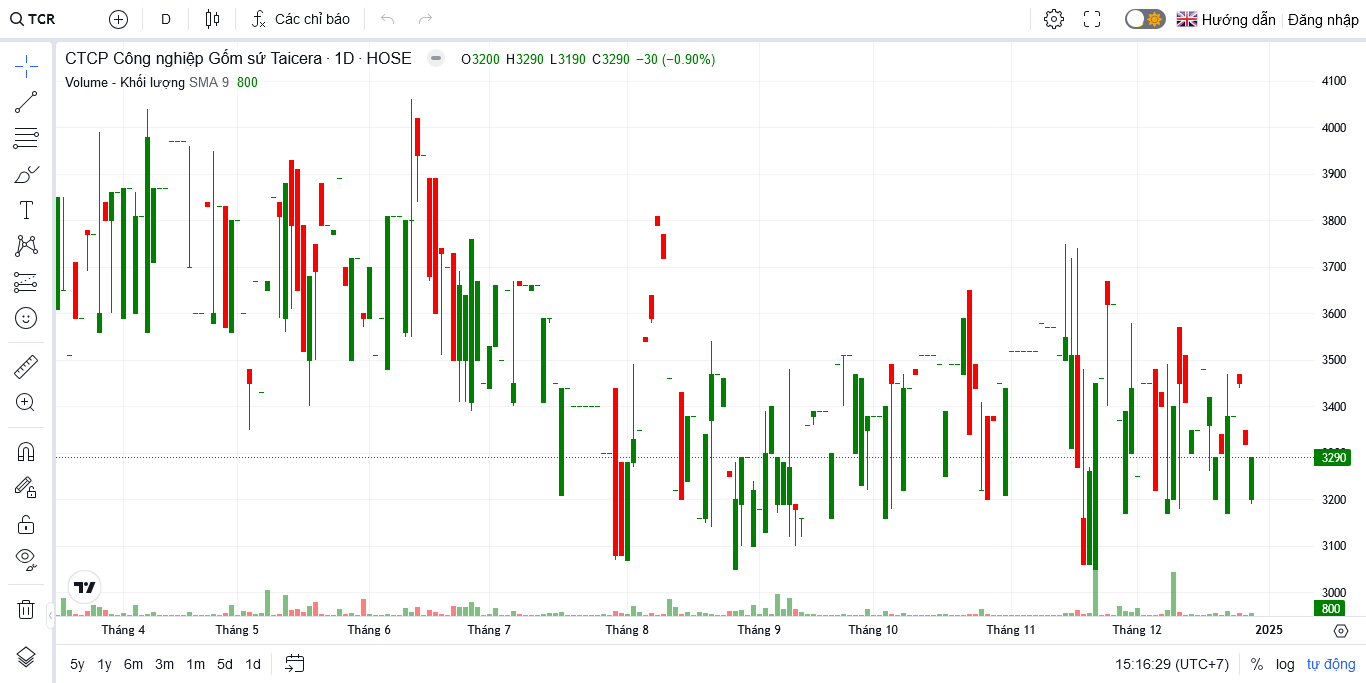 TCR D Các chỉ báo Hướng dẫn Đăng nhập
CTCP Công nghiệp Gốm sứ Taicera · 1D · HOSE O3200 H3290 L3190 C3290 −30 (−0.90%)
Volume - Khối lượng SMA 9 800
4100
4000
3900
3800
3700
3600
3500
3400
3290
3200
3100
3000
800
Tháng 4 Tháng 5 Tháng 6 Tháng 7 Tháng 8 Tháng 9 Tháng 10 Tháng 11 Tháng 12 2025
5y 1y 6m 3m 1m 5d 1d 15:16:29 (UTC+7) % log tự động